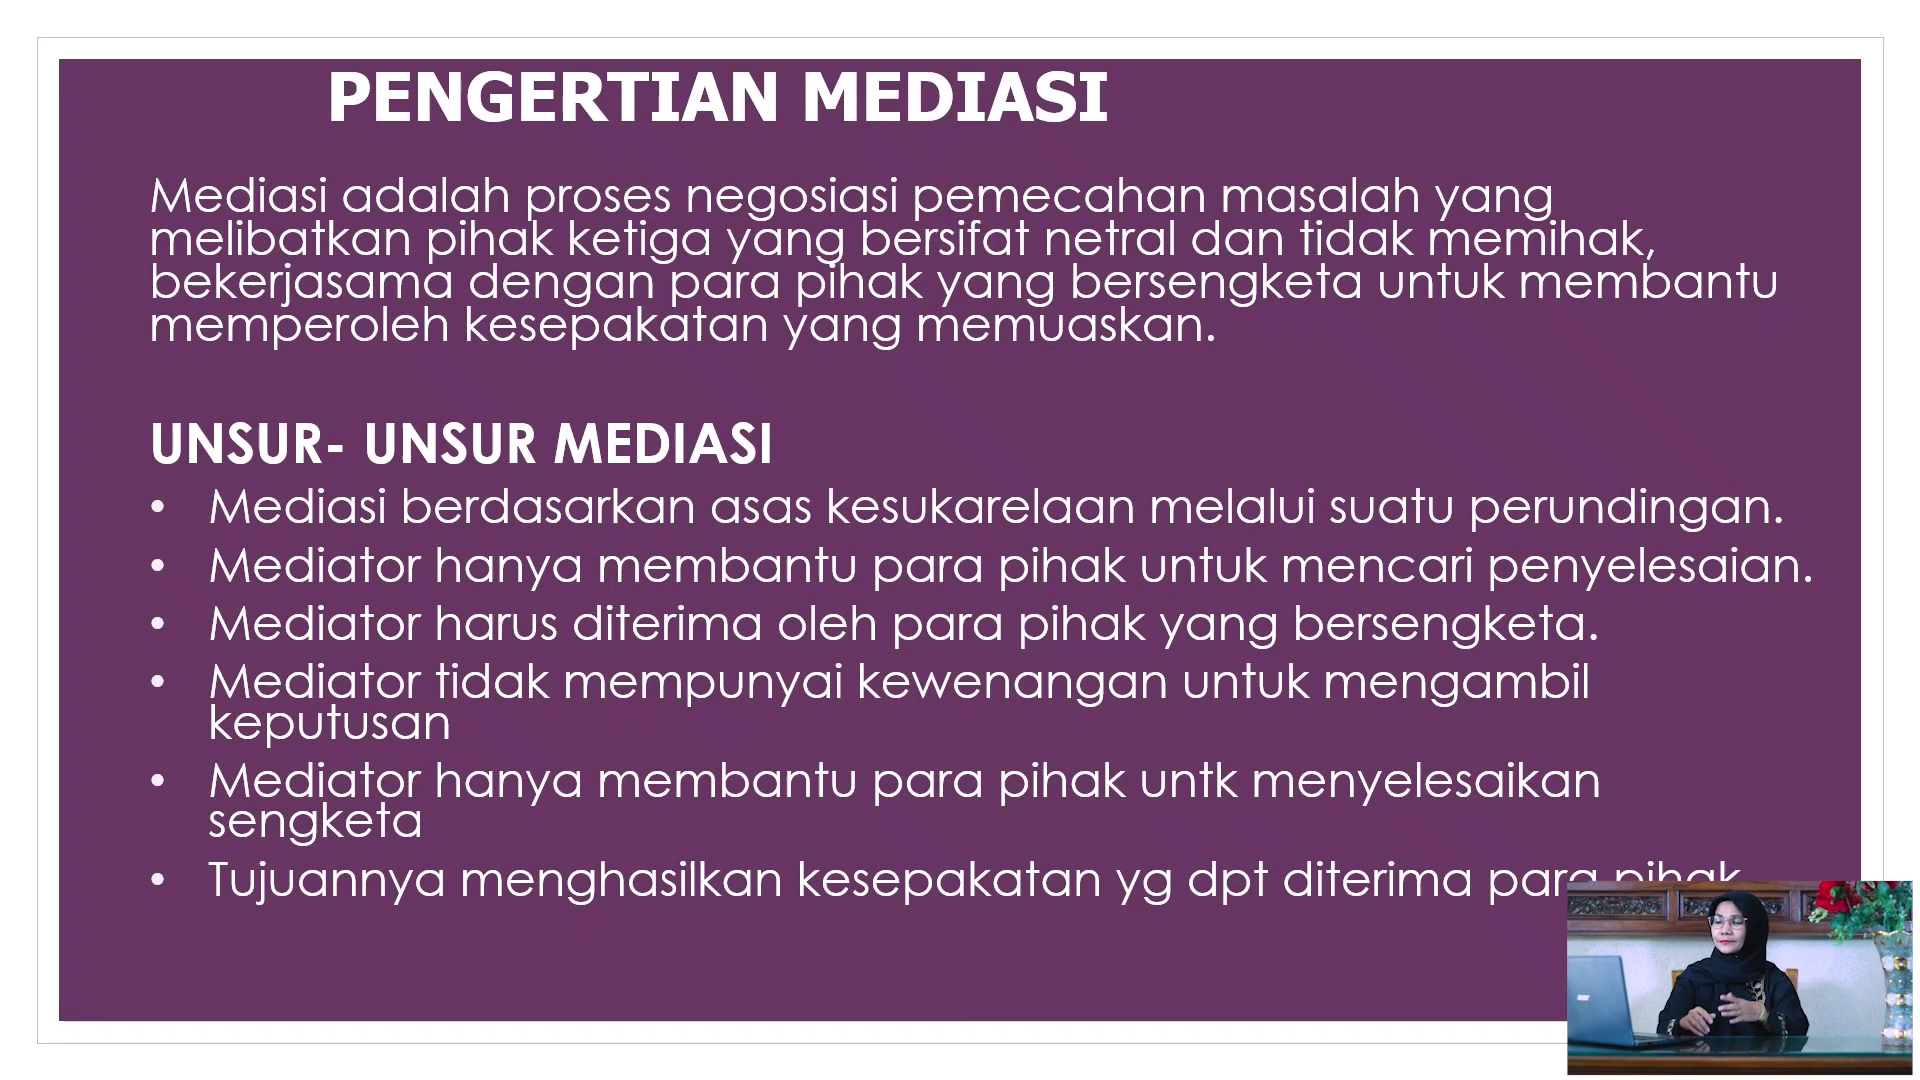 PENGERTIAN MEDIASI
Mediasi adalah proses negosiasi pemecahan masalah yang
melibatkan pihak ketiga yang bersifat netral dan tidak memihak,
bekerjasama dengan para pihak yang bersengketa untuk membantu
memperoleh kesepakatan yang memuaskan.
UNSUR- UNSUR MEDIASI
• Mediasi berdasarkan asas kesukarelaan melalui suatu perundingan.
• Mediator hanya membantu para pihak untuk mencari penyelesaian.
• Mediator harus diterima oleh para pihak yang bersengketa.
• Mediator tidak mempunyai kewenangan untuk mengambil
keputusan
• Mediator hanya membantu para pihak untk menyelesaikan
sengketa
• Tujuannya menghasilkan kesepakatan yg dpt diterima para pihak